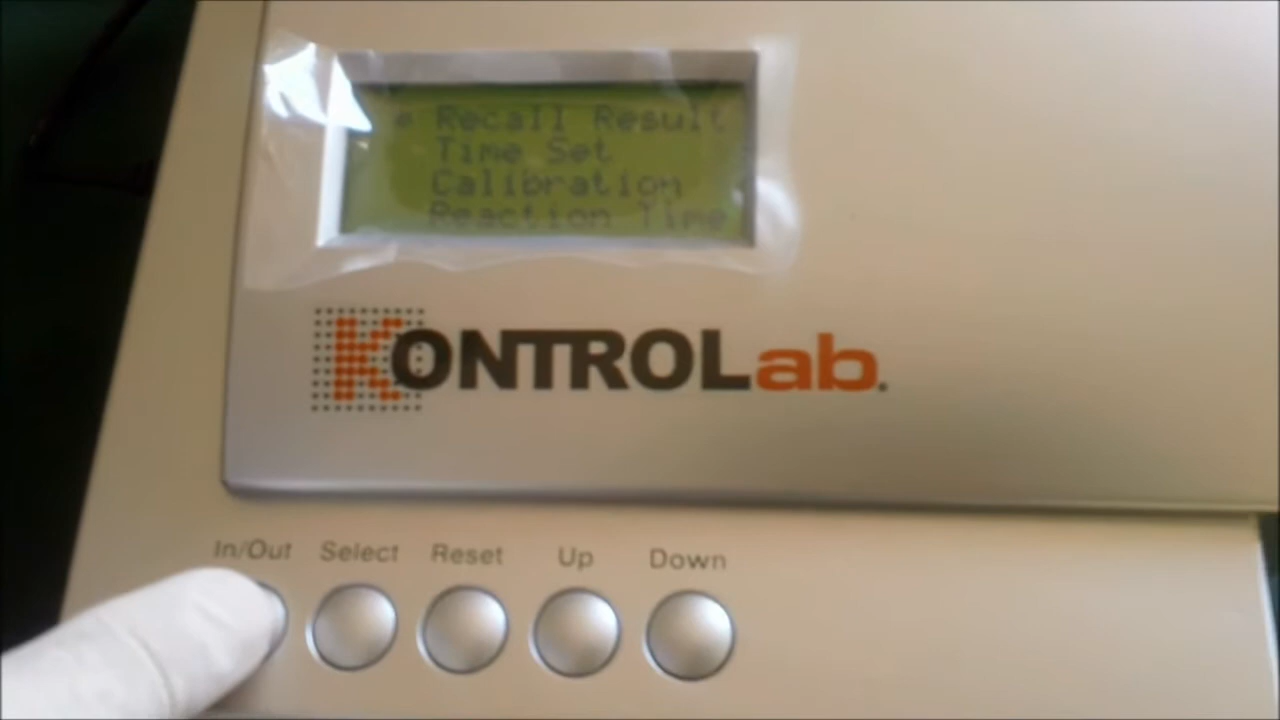 Recall Result
Time Set
Calibration
Reaction Time
KONTROLab.
In/Out Select Reset Up Down